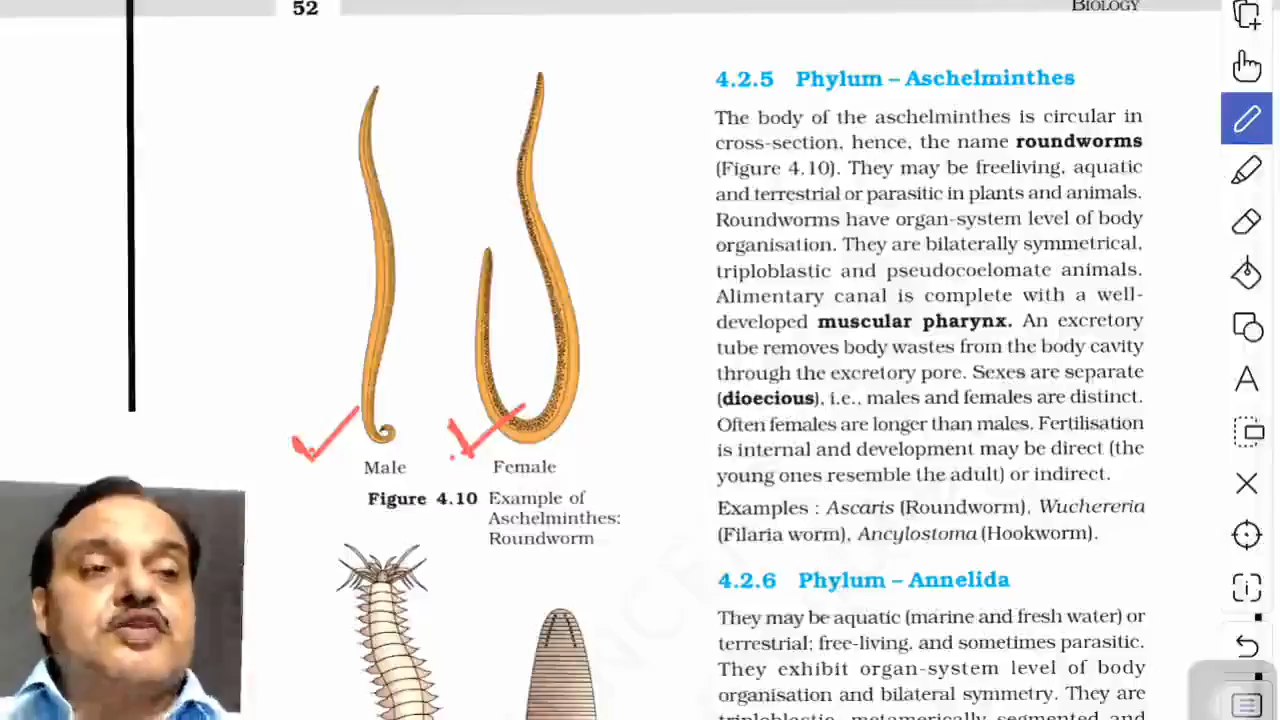 52
BIOLOGY
4.2.5 Phylum – Aschelminthes
The body of the aschelminthes is circular in
cross-section, hence, the name roundworms
(Figure 4.10). They may be freeliving, aquatic
and terrestrial or parasitic in plants and animals.
Roundworms have organ-system level of body
organisation. They are bilaterally symmetrical,
triploblastic and pseudocoelomate animals.
Alimentary canal is complete with a well-
developed muscular pharynx. An excretory
tube removes body wastes from the body cavity
through the excretory pore. Sexes are separate
(dioecious), i.e., males and females are distinct.
Often females are longer than males. Fertilisation
is internal and development may be direct (the
young ones resemble the adult) or indirect.
Examples : Ascaris (Roundworm), Wuchereria
(Filaria worm), Ancylostoma (Hookworm).
Male
Female
Figure 4.10 Example of
Aschelminthes:
Roundworm
4.2.6 Phylum – Annelida
They may be aquatic (marine and fresh water) or
terrestrial; free-living, and sometimes parasitic.
They exhibit organ-system level of body
organisation and bilateral symmetry. They are
triploblastic, metamerically segmented and